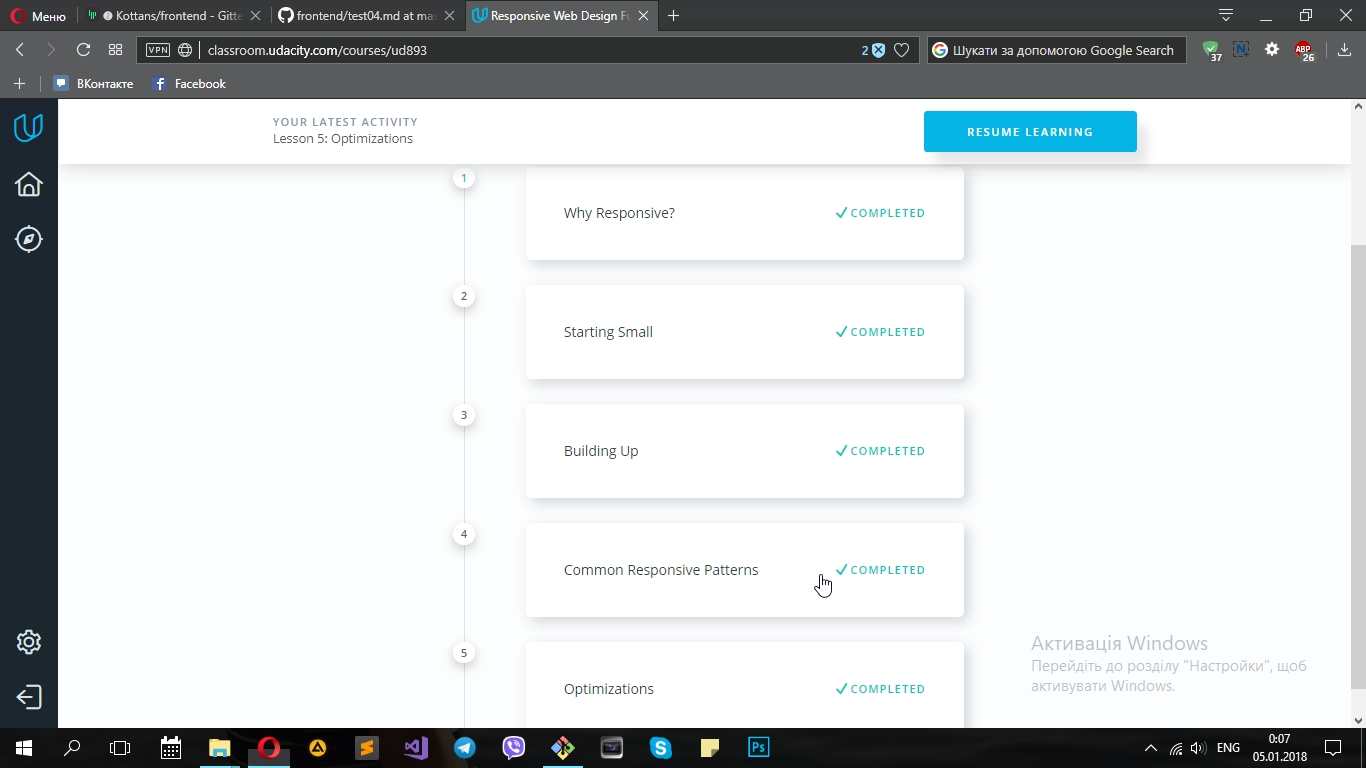 Меню
Kottans/frontend - Gitte
frontend/test04.md at ma
Responsive Web Design Fu
VPN
classroom.udacity.com/courses/ud893
2
Шукати за допомогою Google Search
37
ABP
26
ВКонтакте
Facebook
YOUR LATEST ACTIVITY
Lesson 5: Optimizations
RESUME LEARNING
1
Why Responsive?
COMPLETED
2
Starting Small
COMPLETED
3
Building Up
COMPLETED
4
Common Responsive Patterns
COMPLETED
5
Optimizations
COMPLETED
Активація Windows
Перейдіть до розділу "Настройки", щоб
активувати Windows.
Ps
ENG
0:07
05.01.2018